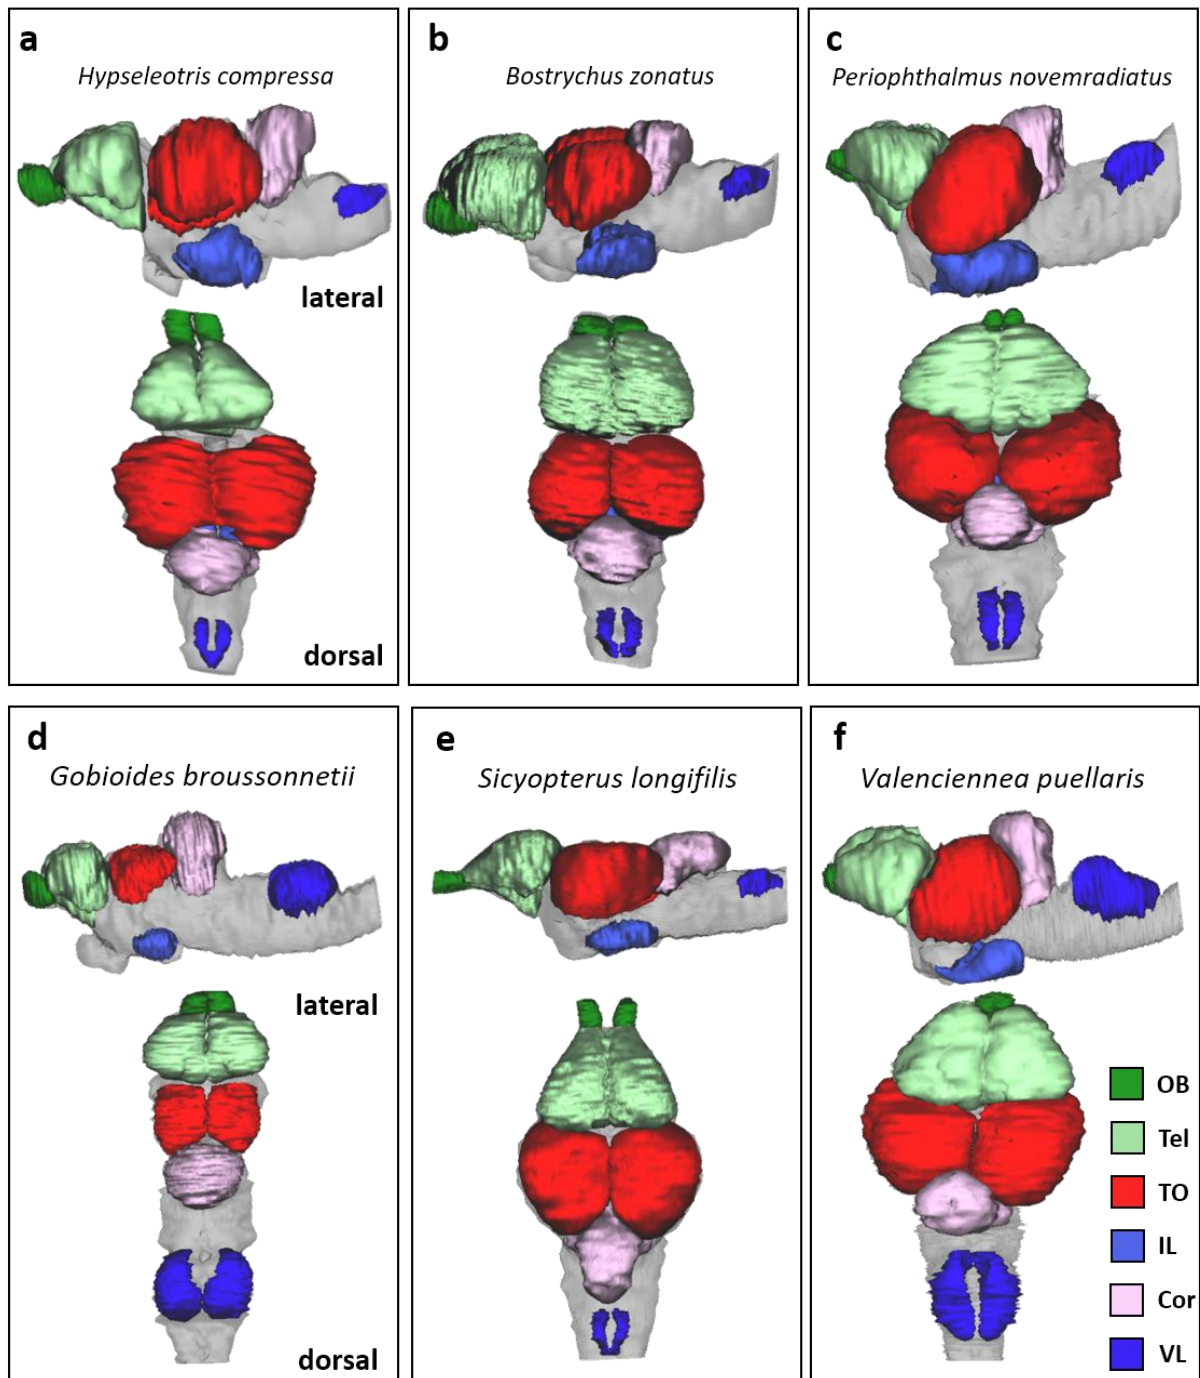 a
Hypseleotris compressa
lateral
dorsal
b
Bostrychus zonatus
c
Periophthalmus novemradiatus
d
Gobioides broussonnetii
lateral
dorsal
e
Sicyopterus longifilis
f
Valenciennea puellaris
OB
Tel
TO
IL
Cor
VL